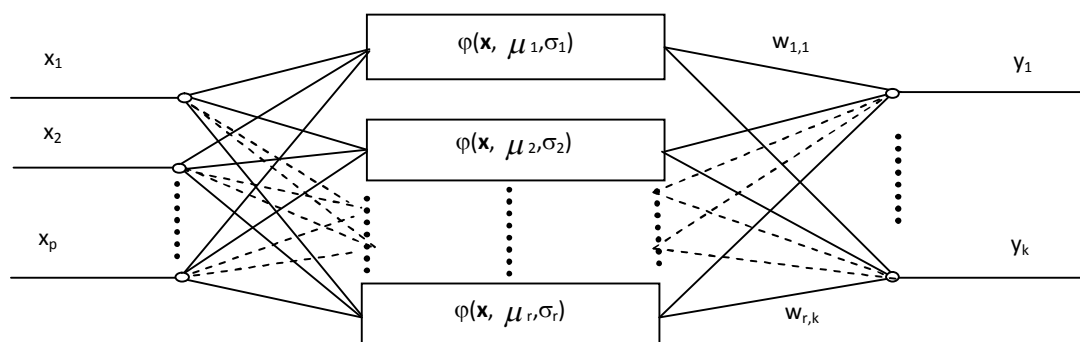 φ(x, μ₁,σ₁)
x₁
w₁,₁
y₁
x₂
φ(x, μ₂,σ₂)
xₚ
yₖ
φ(x, μᵣ,σᵣ)
wᵣ,ₖ